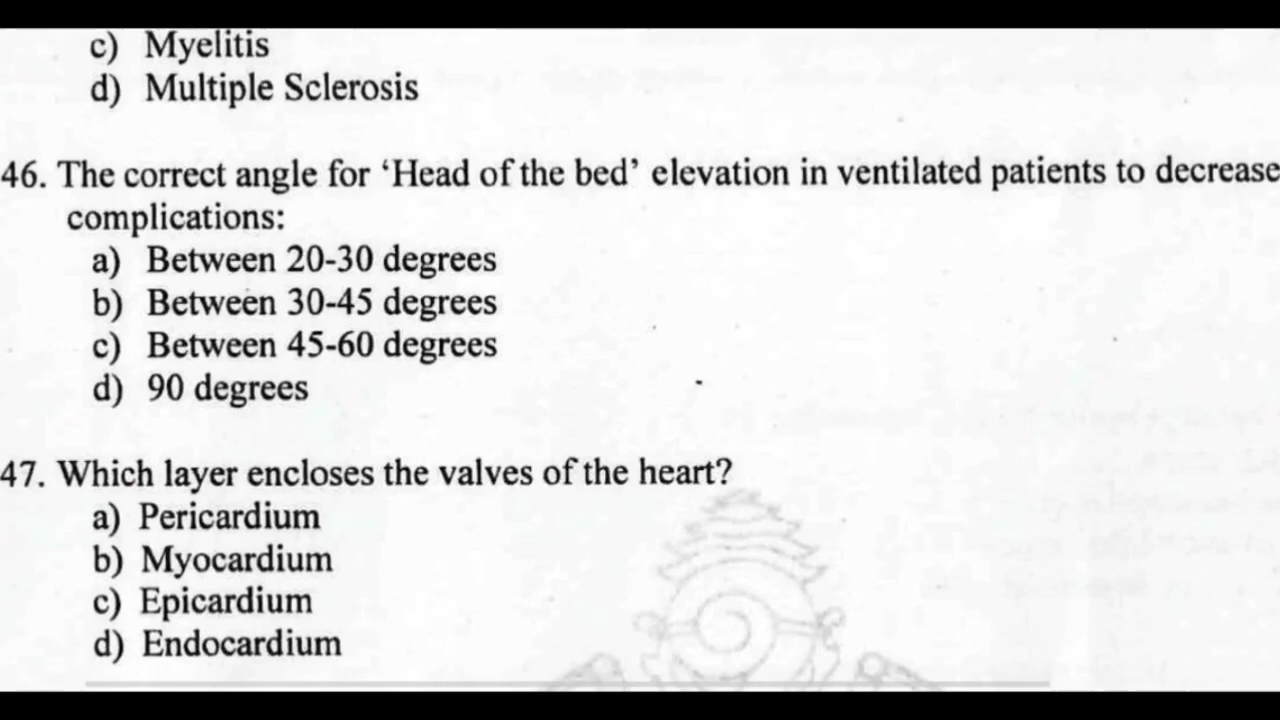 c) Myelitis
d) Multiple Sclerosis
46. The correct angle for ‘Head of the bed’ elevation in ventilated patients to decrease
complications:
a) Between 20-30 degrees
b) Between 30-45 degrees
c) Between 45-60 degrees
d) 90 degrees
47. Which layer encloses the valves of the heart?
a) Pericardium
b) Myocardium
c) Epicardium
d) Endocardium